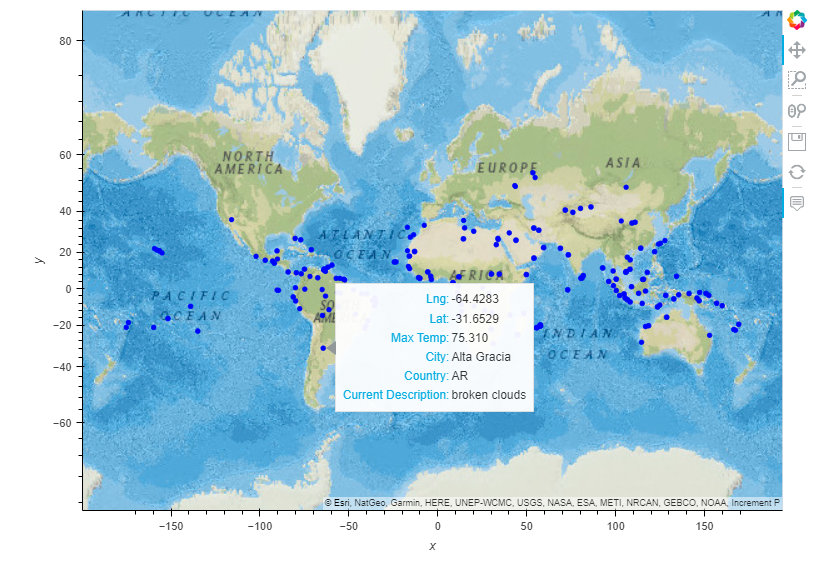 ARCTIC OCEAN
80
60
40
20
0
−20
−40
−60
y
NORTH
AMERICA
EUROPE
ASIA
ATLANTIC
OCEAN
AFRICA
PACIFIC
OCEAN
SO
AME
INDIAN
OCEAN
Lng: -64.4283
Lat: -31.6529
Max Temp: 75.310
City: Alta Gracia
Country: AR
Current Description: broken clouds
© Esri, NatGeo, Garmin, HERE, UNEP-WCMC, USGS, NASA, ESA, METI, NRCAN, GEBCO, NOAA, Increment P
−150
−100
−50
0
50
100
150
x